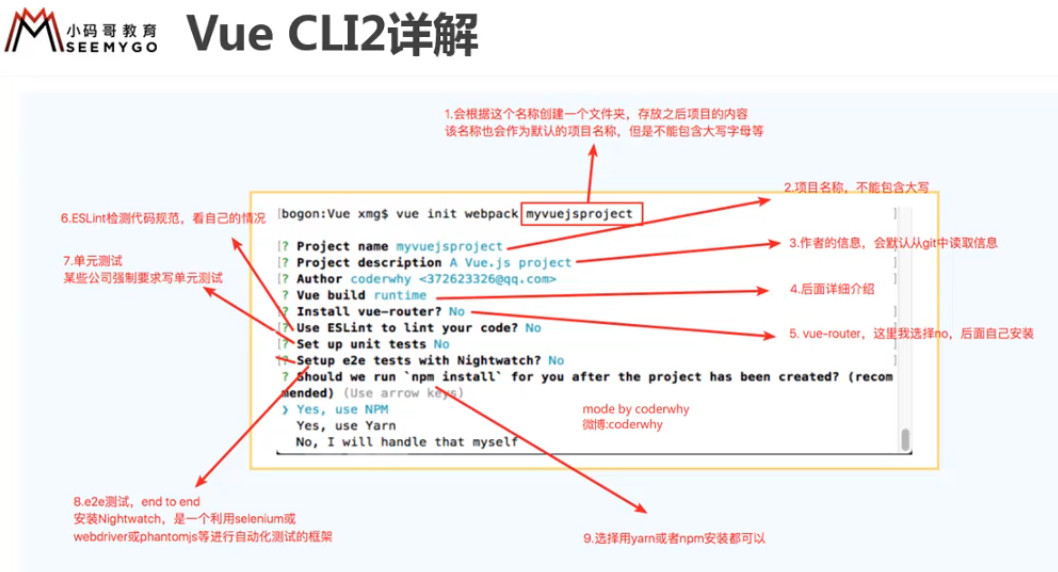 小码哥教育
SEEMYGO
Vue CLI2详解
1.会根据这个名称创建一个文件夹，存放之后项目的内容
该名称也会作为默认的项目名称，但是不能包含大写字母等
2.项目名称，不能包含大写
6.ESLint检测代码规范，看自己的情况
[bogon:Vue xmg$ vue init webpack myvuejsproject ]
3.作者的信息，会默认从git中读取信息
7.单元测试
某些公司强制要求写单元测试
[? Project name myvuejsproject ]
[? Project description A Vue.js project ]
[? Author coderwhy <372623326@qq.com> ]
? Vue build runtime
4.后面详细介绍
[? Install vue-router? No ]
[? Use ESLint to lint your code? No ]
5. vue-router，这里我选择no，后面自己安装
[? Set up unit tests No ]
[? Setup e2e tests with Nightwatch? No ]
? Should we run `npm install` for you after the project has been created? (recom
mended) (Use arrow keys)
❯ Yes, use NPM
Yes, use Yarn
No, I will handle that myself
mode by coderwhy
微博:coderwhy
8.e2e测试，end to end
安装Nightwatch，是一个利用selenium或
webdriver或phantomjs等进行自动化测试的框架
9.选择用yarn或者npm安装都可以